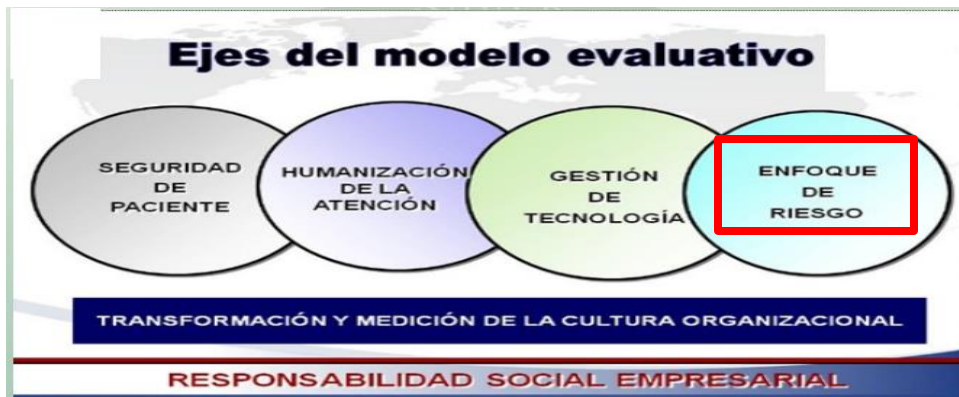 Ejes del modelo evaluativo
SEGURIDAD
DE
PACIENTE
HUMANIZACIÓN
DE LA
ATENCIÓN
GESTIÓN
DE
TECNOLOGÍA
ENFOQUE
DE
RIESGO
TRANSFORMACIÓN Y MEDICIÓN DE LA CULTURA ORGANIZACIONAL
RESPONSABILIDAD SOCIAL EMPRESARIAL